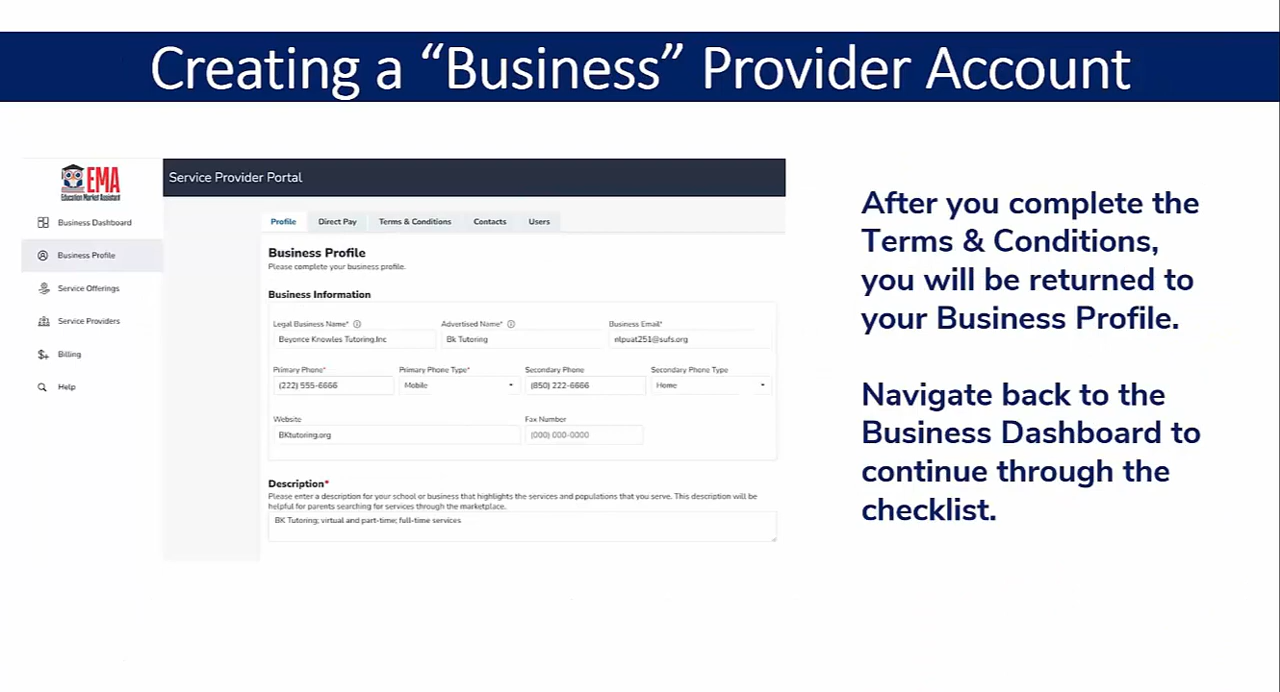 Creating a “Business” Provider Account
EMA
Education Market Assistant
Service Provider Portal
Business Dashboard
Business Profile
Service Offerings
Service Providers
Billing
Help
Profile Direct Pay Terms & Conditions Contacts Users
Business Profile
Please complete your business profile.
Business Information
Legal Business Name* Advertised Name* Business Email*
Beyonce Knowles Tutoring.Inc Bk Tutoring nlpuat251@sufs.org
Primary Phone* Primary Phone Type* Secondary Phone Secondary Phone Type
(222) 555-6666 Mobile (850) 222-6666 Home
Website Fax Number
BKtutoring.org (000) 000-0000
Description*
Please enter a description for your school or business that highlights the services and populations that you serve. This description will be
helpful for parents searching for services through the marketplace.
BK Tutoring; virtual and part-time; full-time services
After you complete the
Terms & Conditions,
you will be returned to
your Business Profile.
Navigate back to the
Business Dashboard to
continue through the
checklist.